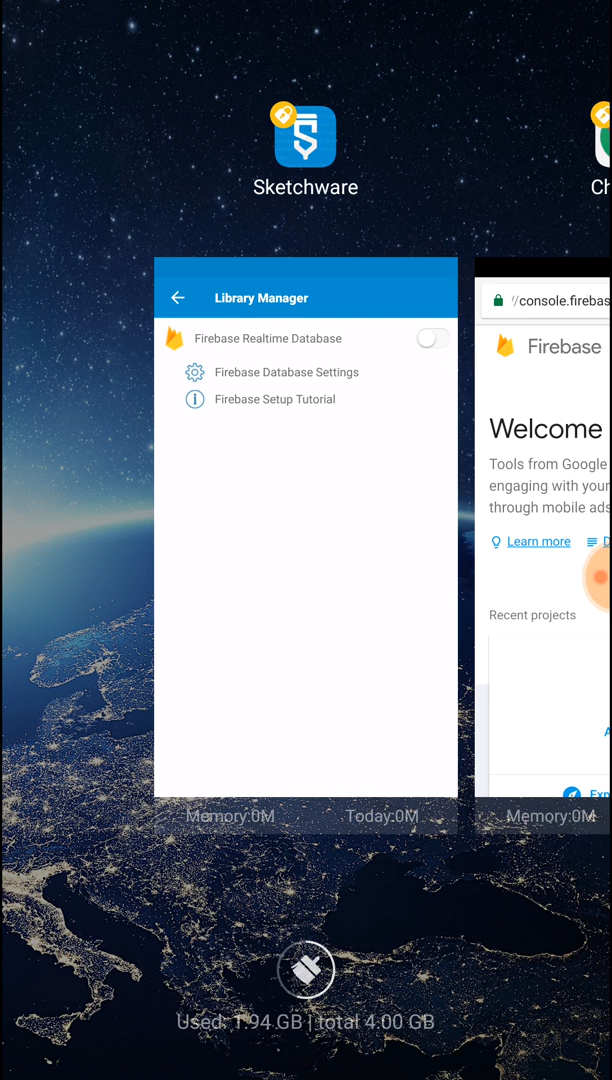 Sketchware
Ch
Library Manager
Firebase Realtime Database
Firebase Database Settings
Firebase Setup Tutorial
//console.firebas
Firebase
Welcome
Tools from Google
engaging with your
through mobile ads
Learn more
D
Recent projects
A
Exp
Memory:0M
Today:0M
Memory:0M
Used: 1.94 GB | total 4.00 GB